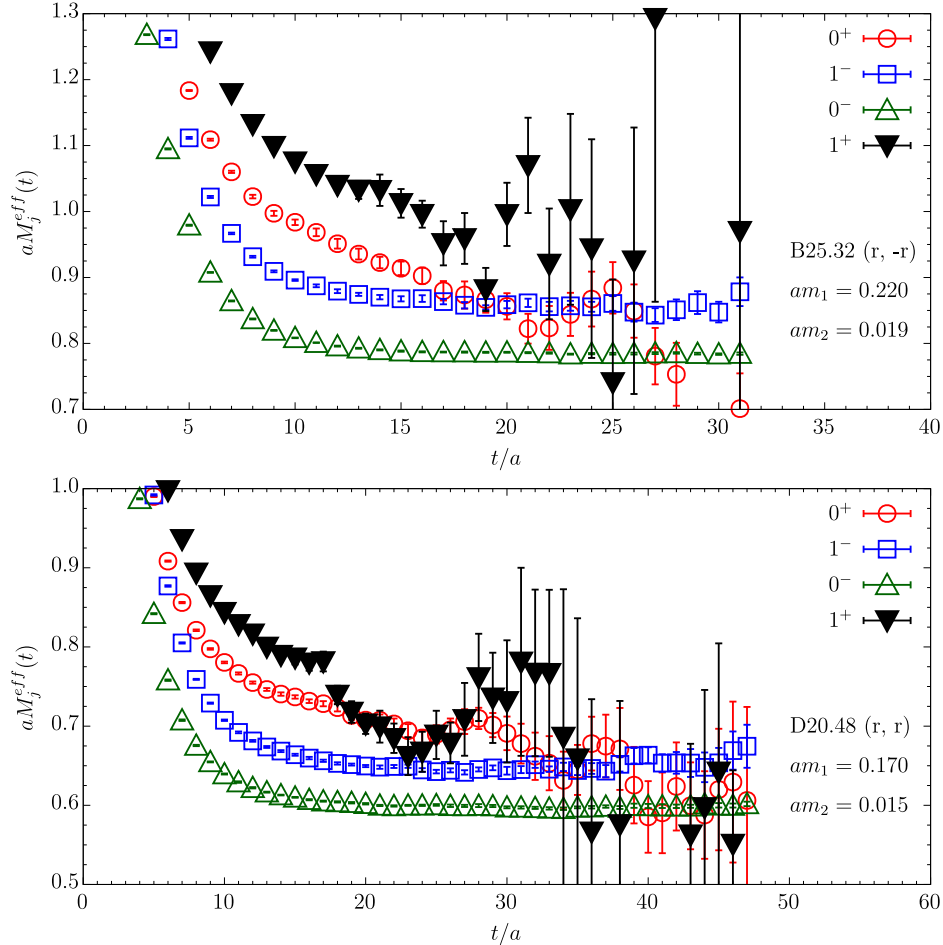 aM_j^{eff}(t)
1.3
1.2
1.1
1.0
0.9
0.8
0.7
0⁺
1⁻
0⁻
1⁺
B25.32 (r, -r)
am₁ = 0.220
am₂ = 0.019
0 5 10 15 20 25 30 35 40
t/a
aM_j^{eff}(t)
1.0
0.9
0.8
0.7
0.6
0.5
0⁺
1⁻
0⁻
1⁺
D20.48 (r, r)
am₁ = 0.170
am₂ = 0.015
0 10 20 30 40 50 60
t/a